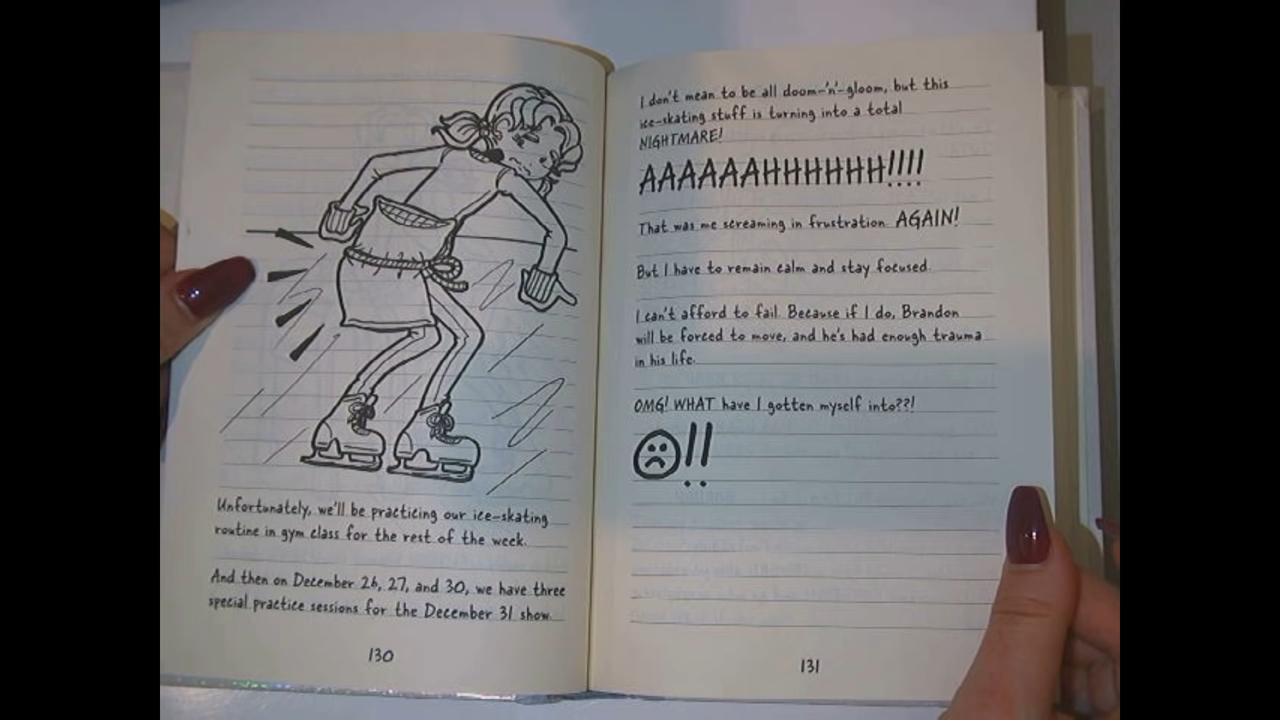 Unfortunately, we'll be practicing our ice-skating
routine in gym class for the rest of the week.
And then on December 26, 27, and 30, we have three
special practice sessions for the December 31 show.
130
I don't mean to be all doom-'n'-gloom, but this
ice-skating stuff is turning into a total
NIGHTMARE!
AAAAAAHHHHHH!!!!
That was me screaming in frustration. AGAIN!
But I have to remain calm and stay focused.
I can't afford to fail. Because if I do, Brandon
will be forced to move, and he's had enough trauma
in his life.
OMG! WHAT have I gotten myself into??!
☹!!
131